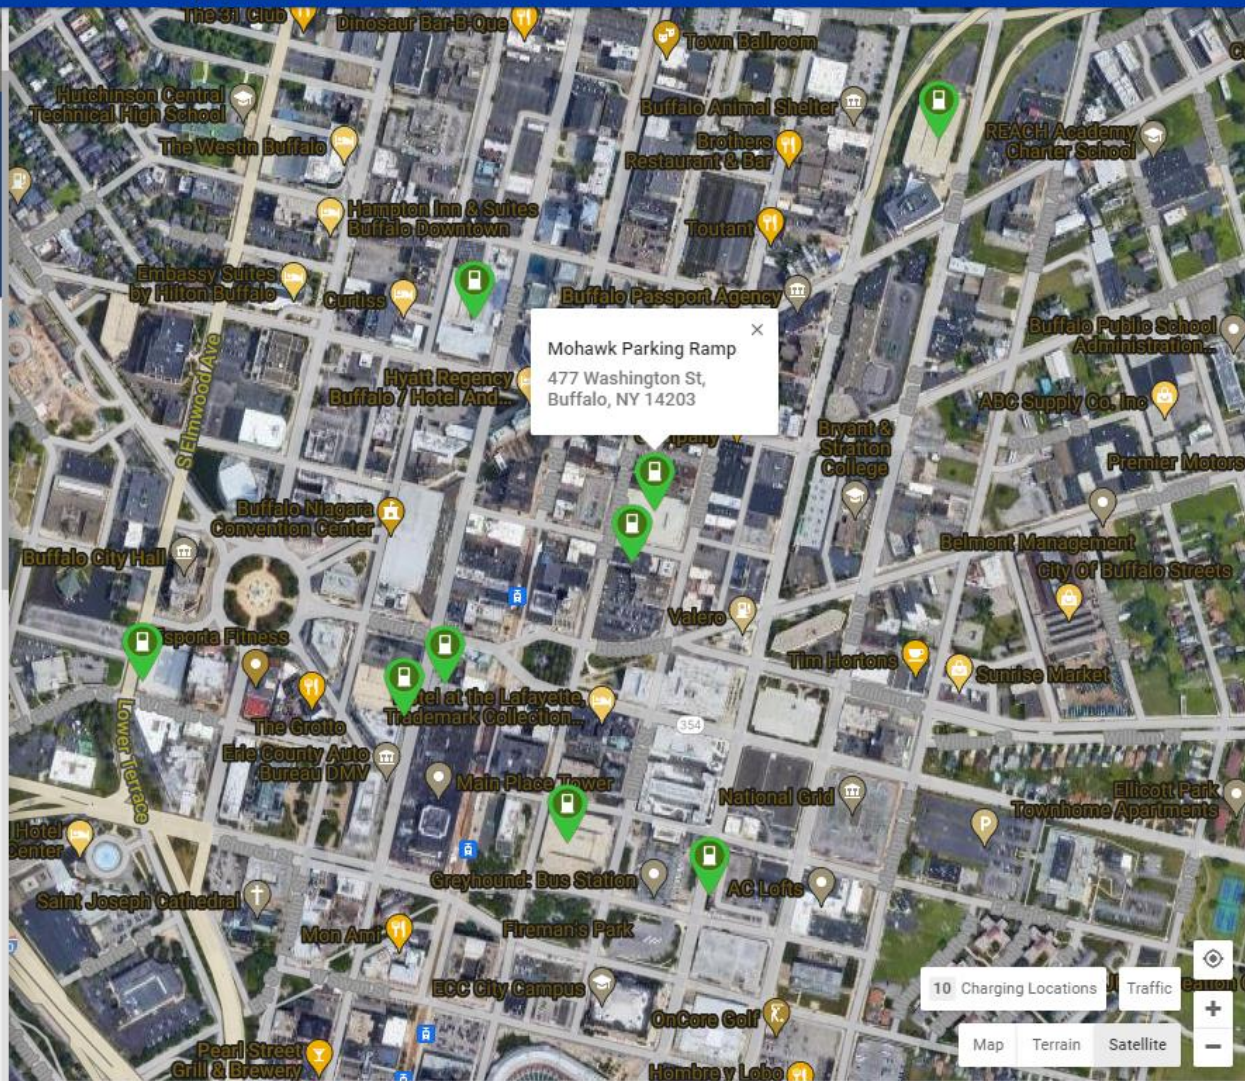 The 31 Club
Dinosaur Bar-B-Que
Town Ballroom
Hutchinson Central
Technical High School
Buffalo Animal Shelter
The Westin Buffalo
Brothers
Restaurant & Bar
REACH Academy
Charter School
Hampton Inn & Suites
Buffalo Downtown
Toutant
Embassy Suites
by Hilton Buffalo
Curtiss
Buffalo Passport Agency
Buffalo Public School
Administration...
Mohawk Parking Ramp
477 Washington St,
Buffalo, NY 14203
S Elmwood Ave
Hyatt Regency
Buffalo / Hotel And...
ABC Supply Co. Inc
Bryant &
Stratton
College
Premier Motors
Buffalo Niagara
Convention Center
Buffalo City Hall
Belmont Management
City Of Buffalo Streets
Valero
Esporta Fitness
Tim Hortons
Sunrise Market
tel at the Lafayette,
Trademark Collection...
354
The Grotto
Lower Terrace
Erie County Auto
Bureau DMV
Main Place Tower
National Grid
Ellicott Park
Townhome Apartments
P
Hotel
Center
Greyhound: Bus Station
AC Lofts
Saint Joseph Cathedral
Mon Ami
Fireman's Park
ECC City Campus
10 Charging Locations
Traffic
OnCore Golf
Map
Terrain
Satellite
Pearl Street
Grill & Brewery
Hombre y Lobo